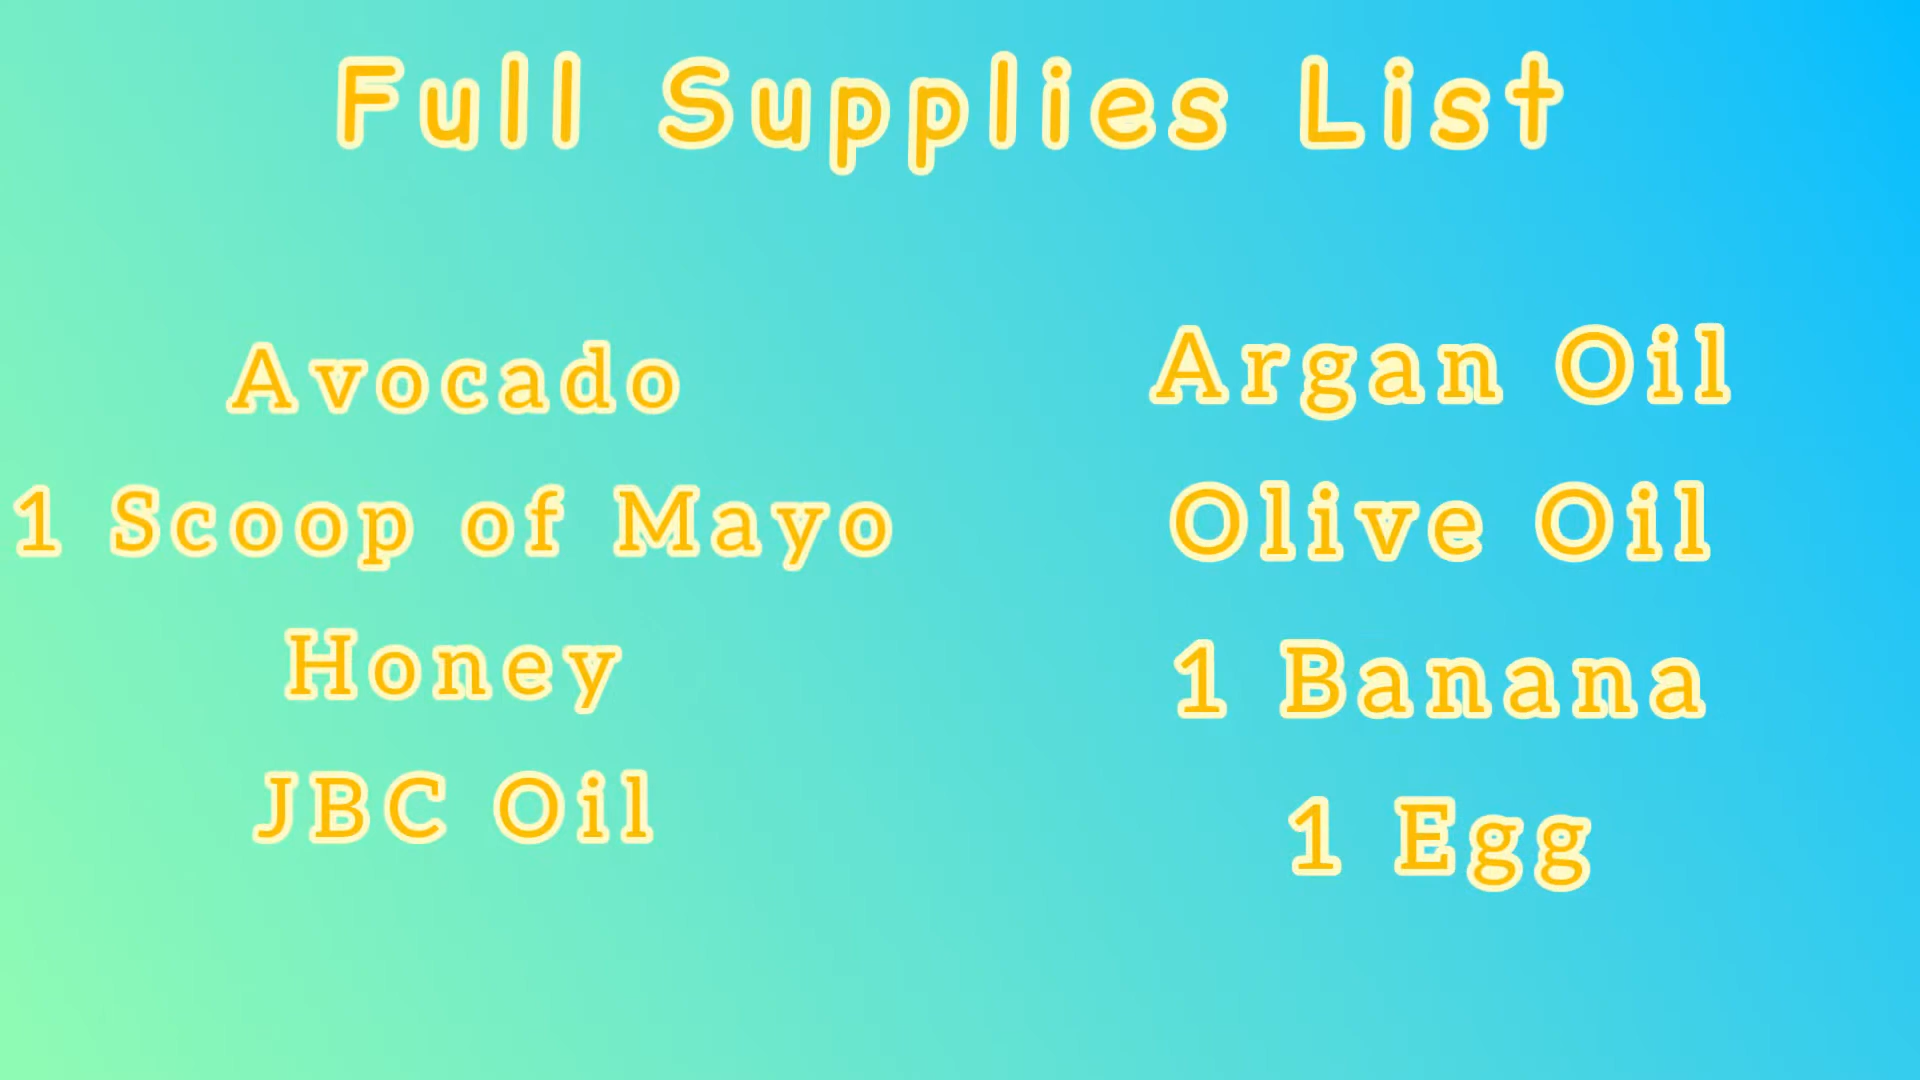 Full Supplies List
Avocado
1 Scoop of Mayo
Honey
JBC Oil
Argan Oil
Olive Oil
1 Banana
1 Egg